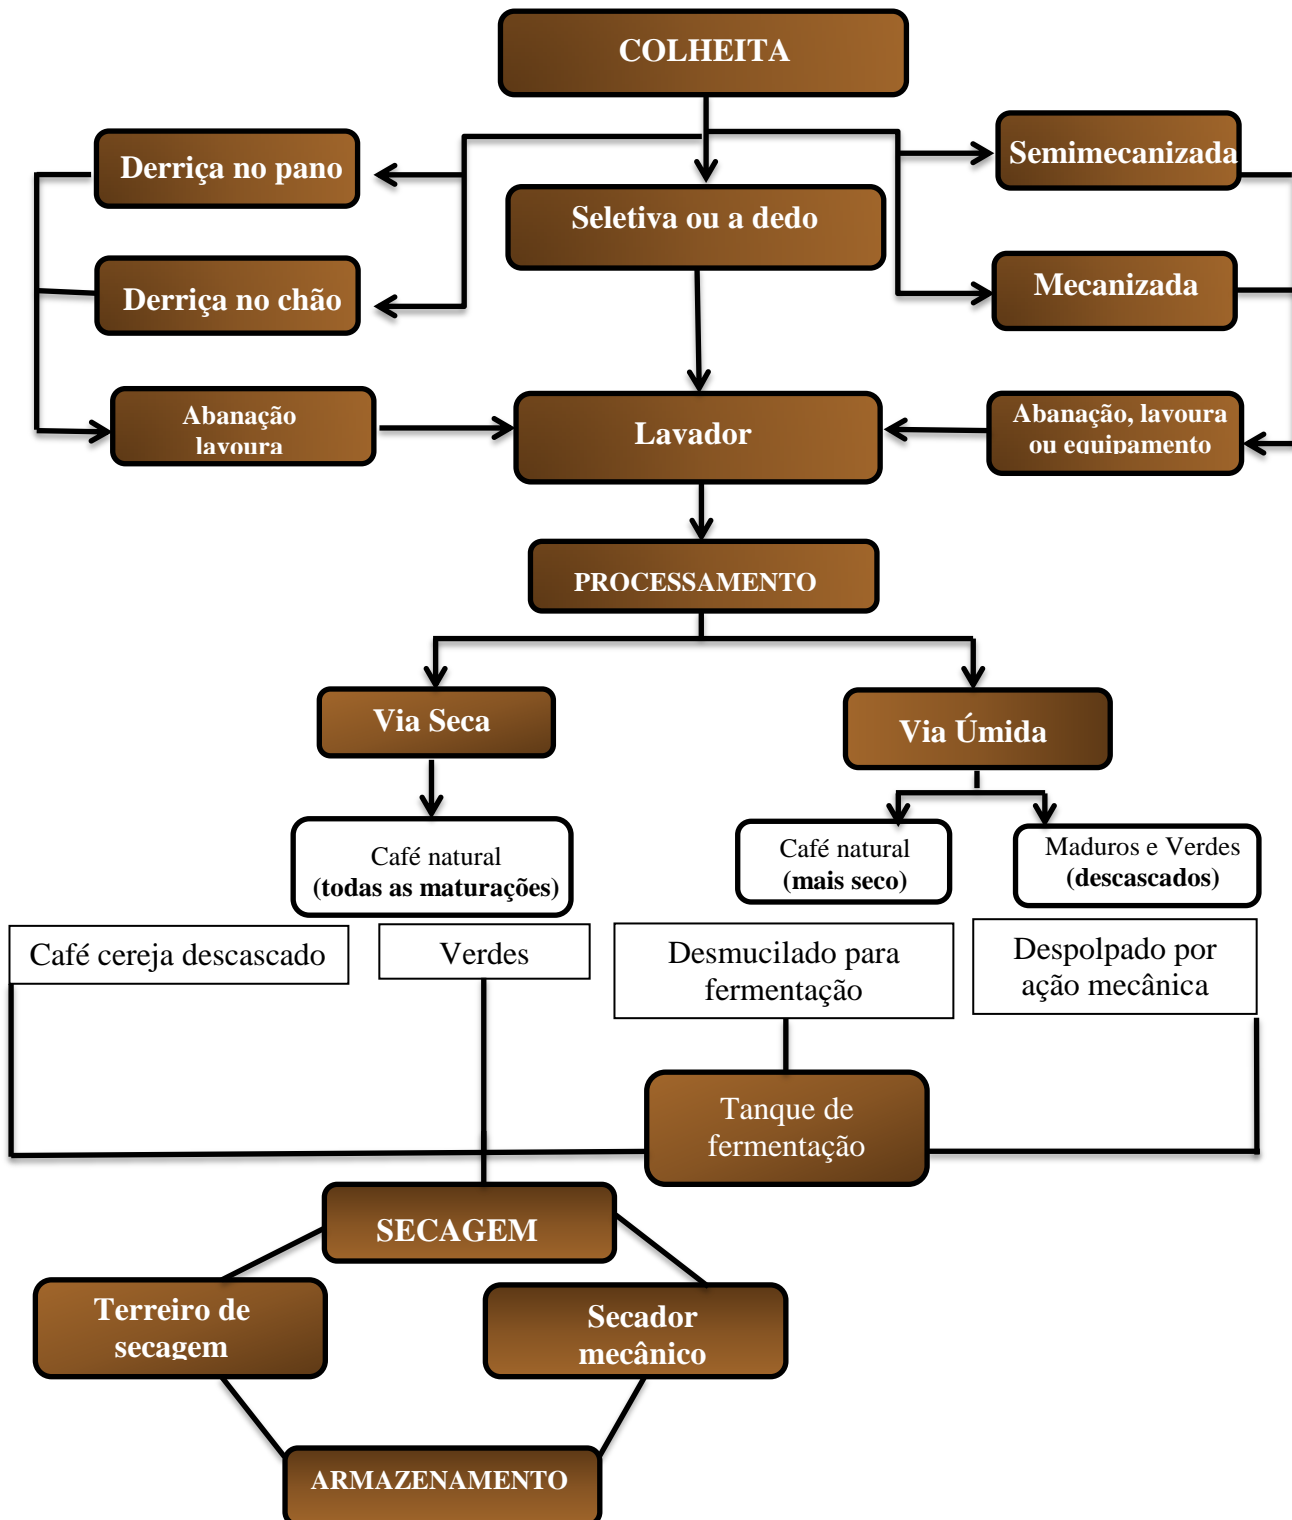 COLHEITA
Derriça no pano
Semimecanizada
Seletiva ou a dedo
Derriça no chão
Mecanizada
Abanação
lavoura
Lavador
Abanação, lavoura
ou equipamento
PROCESSAMENTO
Via Seca
Via Úmida
Café natural
(todas as maturações)
Café natural
(mais seco)
Maduros e Verdes
(descascados)
Café cereja descascado
Verdes
Desmucilado para
fermentação
Despolpado por
ação mecânica
Tanque de
fermentação
SECAGEM
Terreiro de
secagem
Secador
mecânico
ARMAZENAMENTO